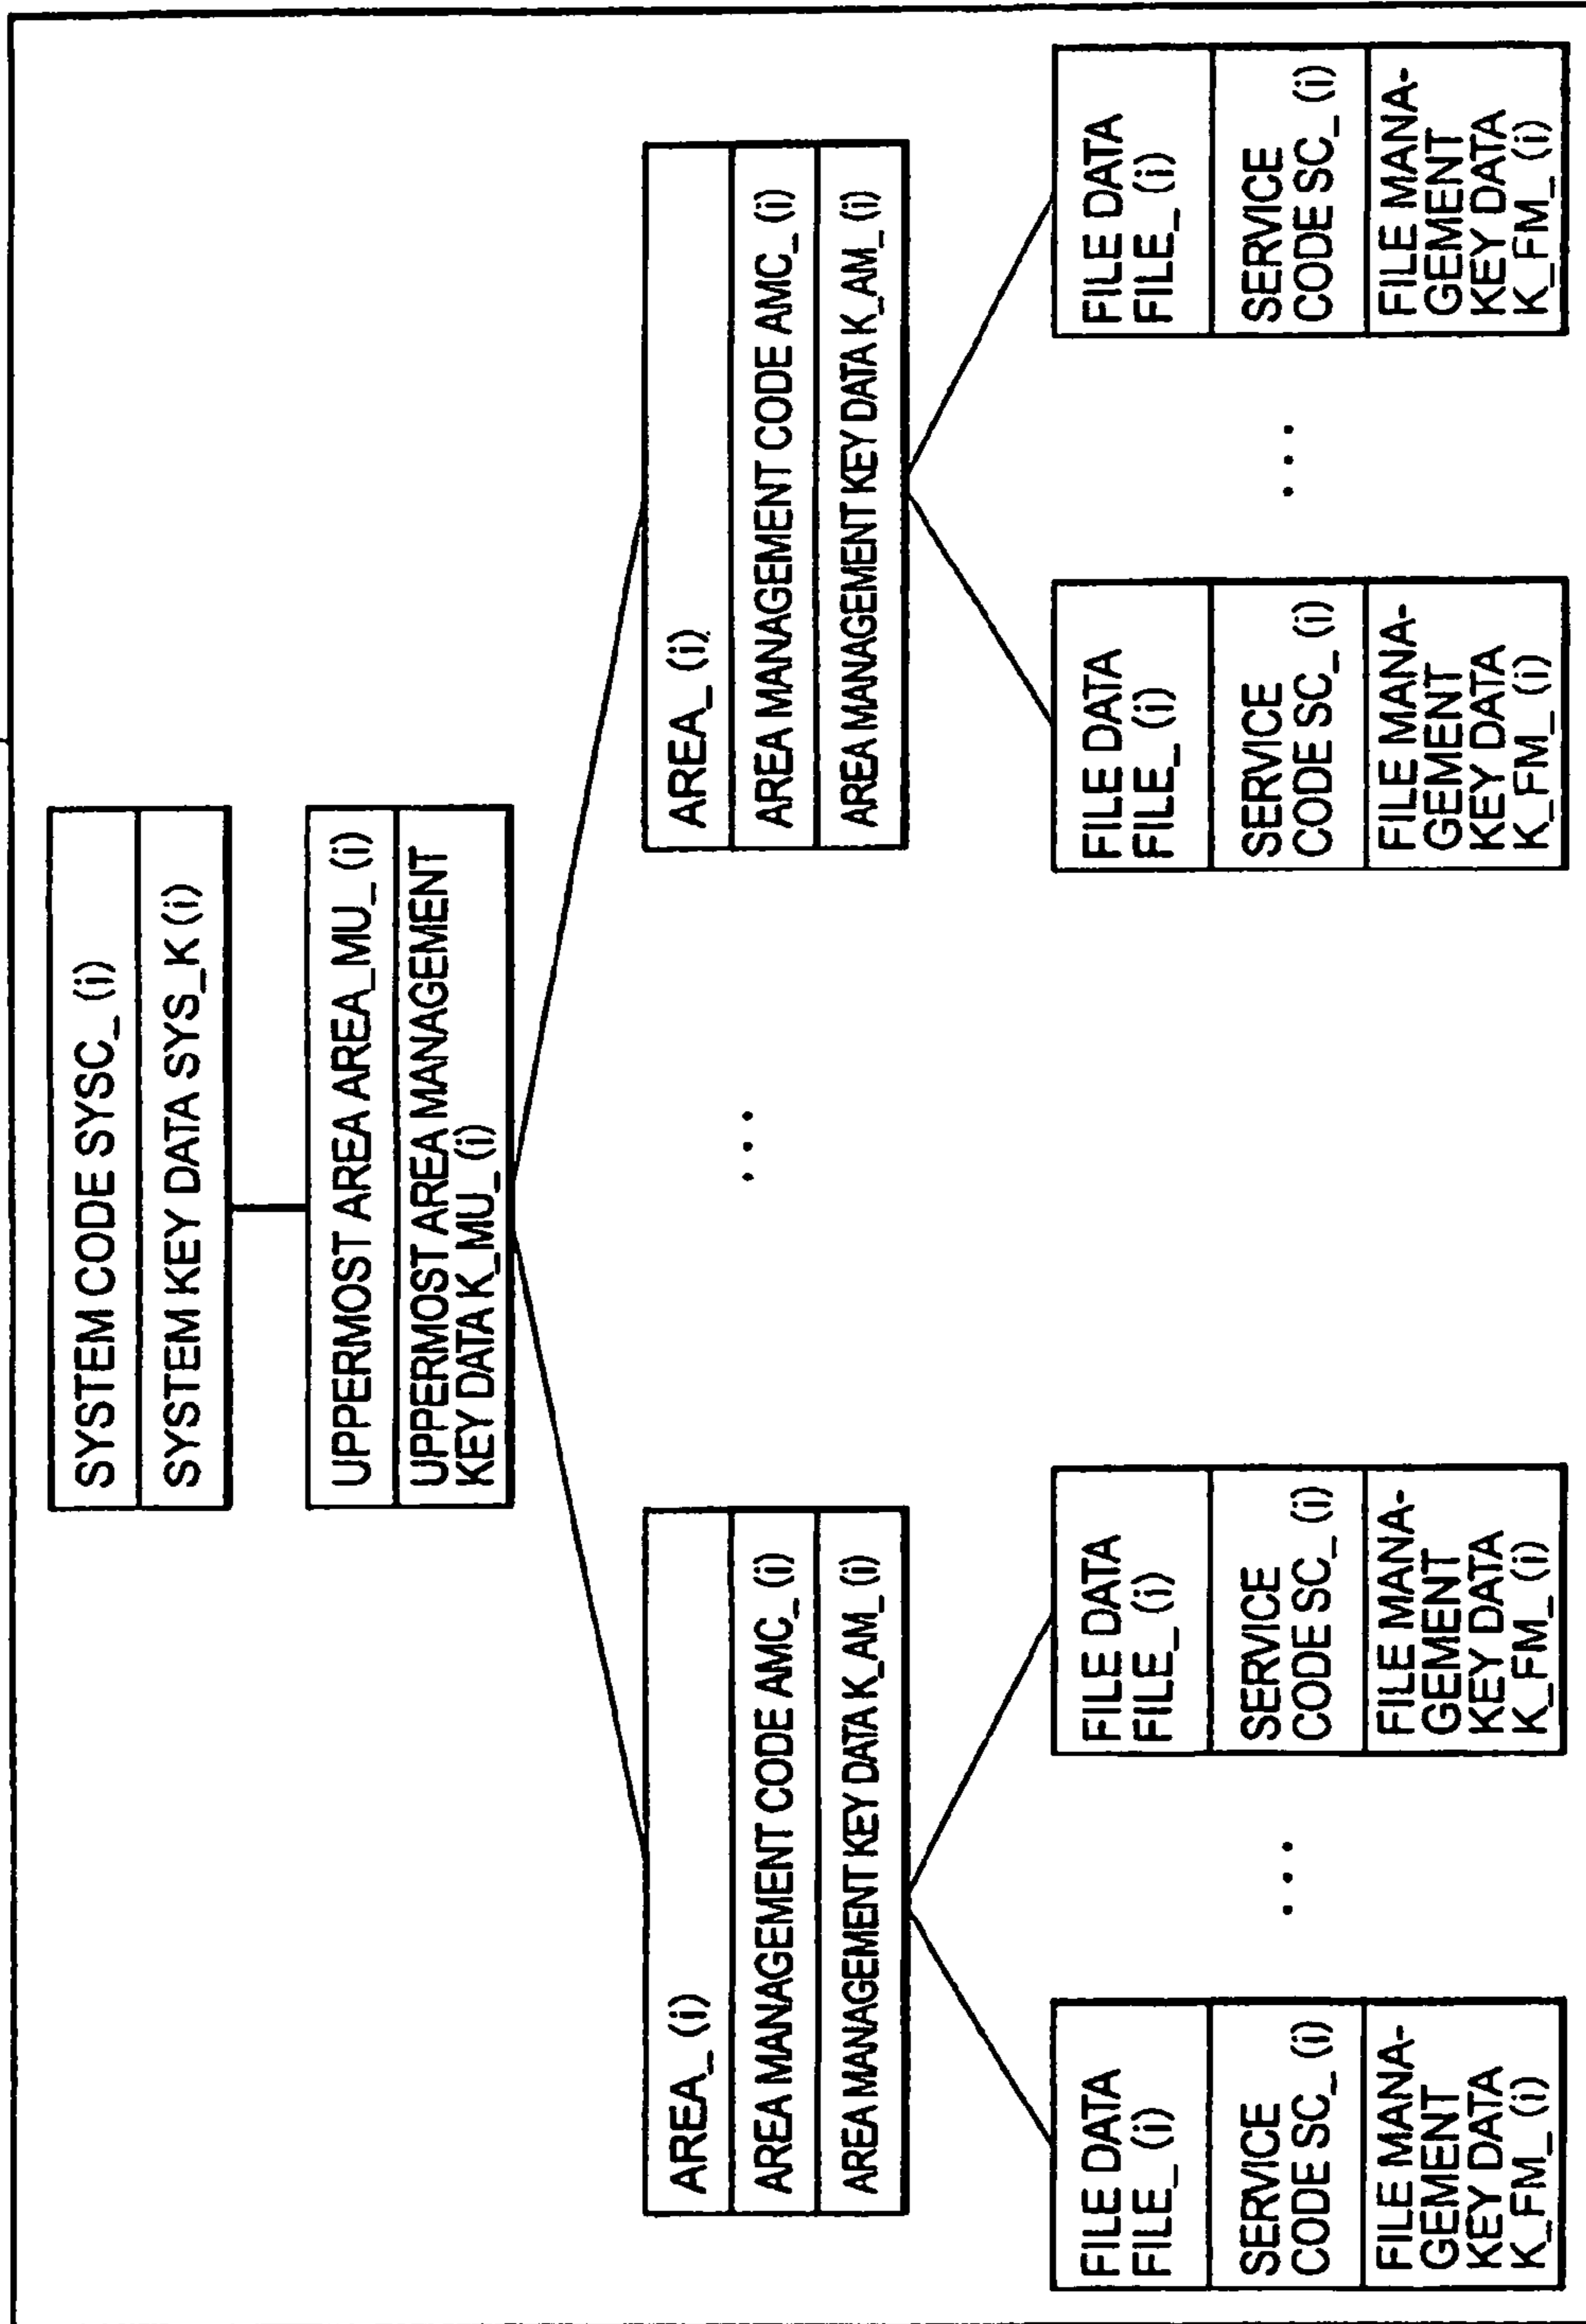 SYSTEM CODE SYSC_ (i)
SYSTEM KEY DATA SYS_K (i)
UPPERMOST AREA AREA_MU_ (i)
UPPERMOST AREA MANAGEMENT
KEY DATA K_MU_ (i)
AREA_ (i)
AREA MANAGEMENT CODE AMC_ (i)
AREA MANAGEMENT KEY DATA K_AM_ (i)
...
AREA_ (i)
AREA MANAGEMENT CODE AMC_ (i)
AREA MANAGEMENT KEY DATA K_AM_ (i)
FILE DATA
FILE_ (i)
SERVICE
CODE SC_ (i)
FILE MANA-
GEMENT
KEY DATA
K_FM_ (i)
...
FILE DATA
FILE_ (i)
SERVICE
CODE SC_ (i)
FILE MANA-
GEMENT
KEY DATA
K_FM_ (i)
FILE DATA
FILE_ (i)
SERVICE
CODE SC_ (i)
FILE MANA-
GEMENT
KEY DATA
K_FM_ (i)
...
FILE DATA
FILE_ (i)
SERVICE
CODE SC_ (i)
FILE MANA-
GEMENT
KEY DATA
K_FM_ (i)